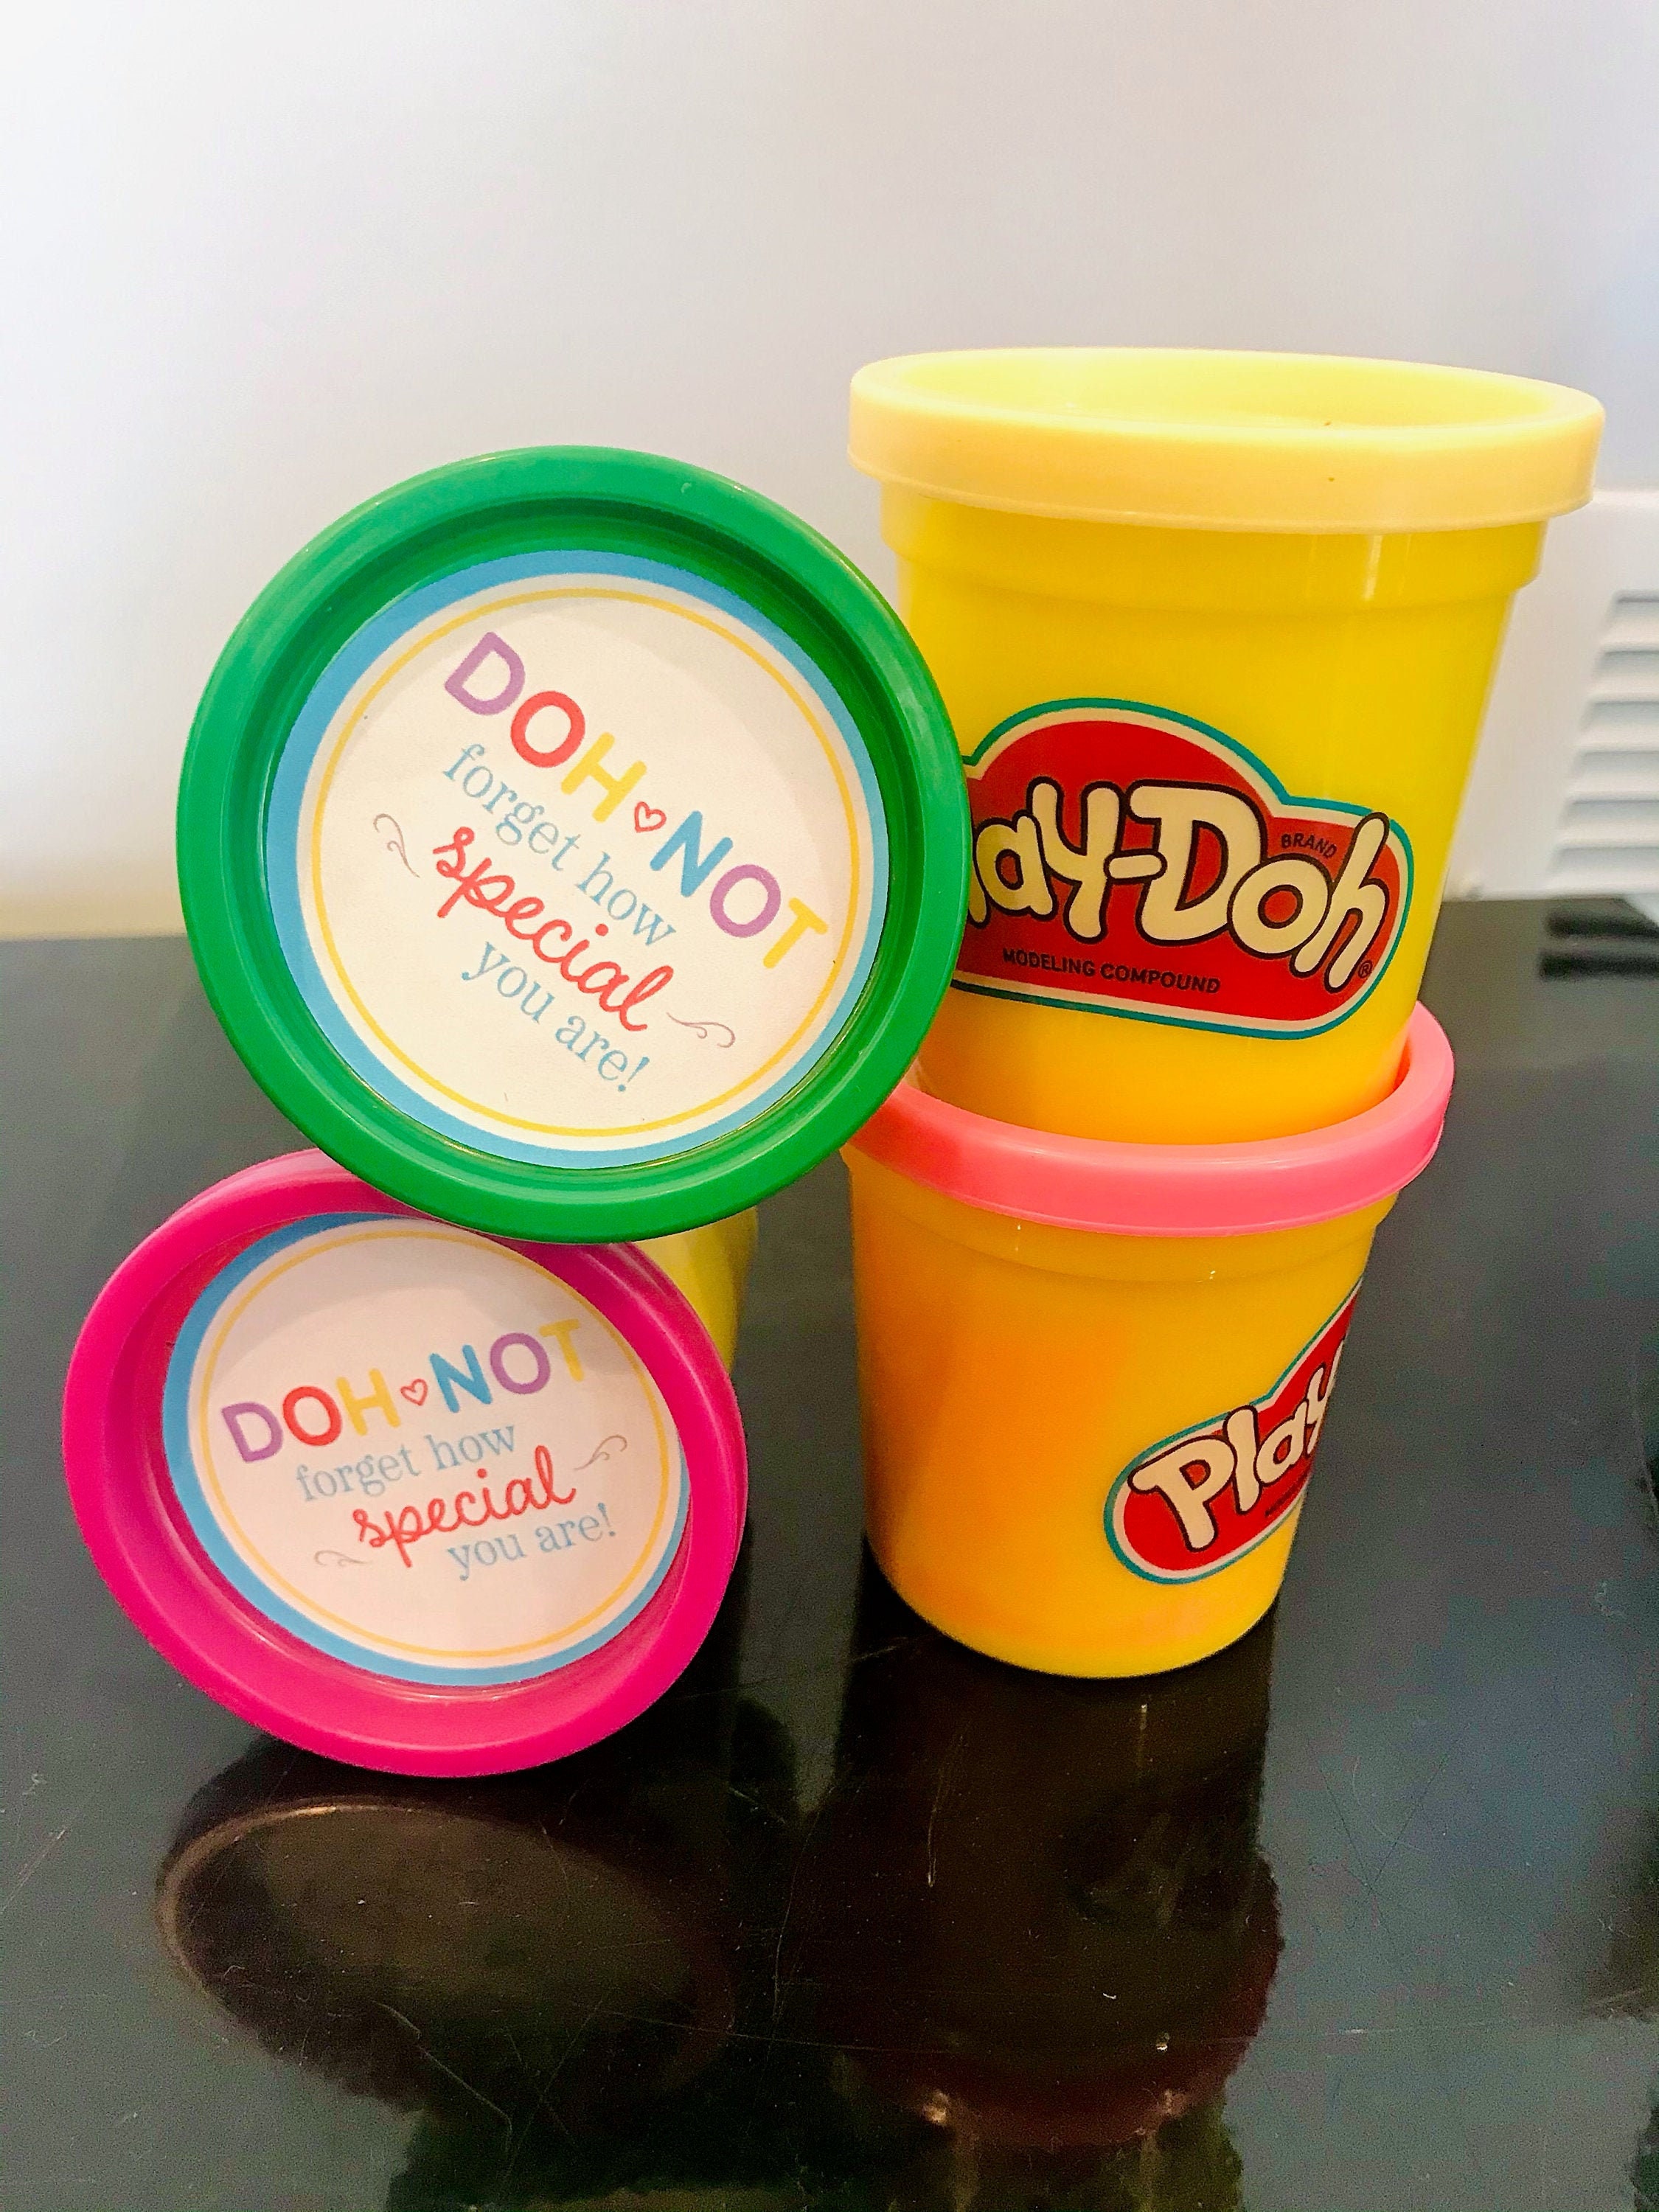 DOH NOT
forget how
special
you are!
lay-Doh
BRAND
MODELING COMPOUND
®
DOH NOT
forget how
special
you are!
Play